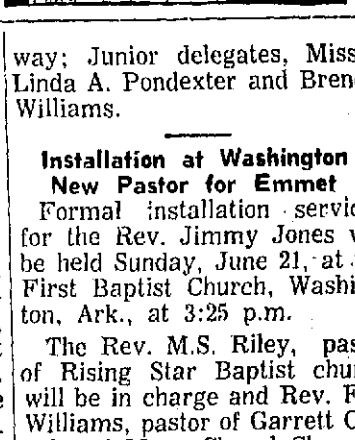 way; Junior delegates, Miss
Linda A. Pondexter and Bren
Williams.
Installation at Washington
New Pastor for Emmet
Formal installation servic
for the Rev. Jimmy Jones
be held Sunday, June 21, at
First Baptist Church, Washi
ton, Ark., at 3:25 p.m.
The Rev. M.S. Riley, pas
of Rising Star Baptist chu
will be in charge and Rev. F
Williams, pastor of Garrett C